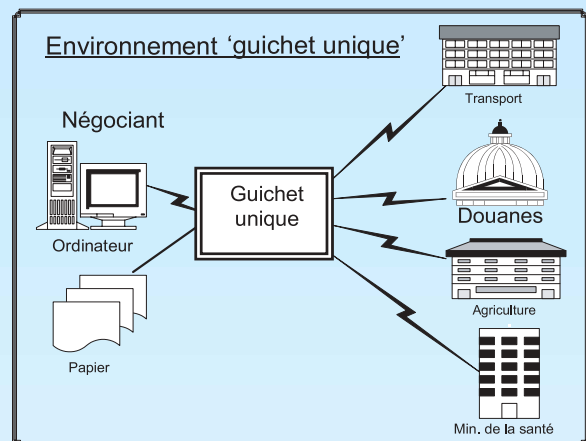 Environnement ‘guichet unique’
Négociant
Ordinateur
Papier
Guichet
unique
Transport
Douanes
Agriculture
Min. de la santé